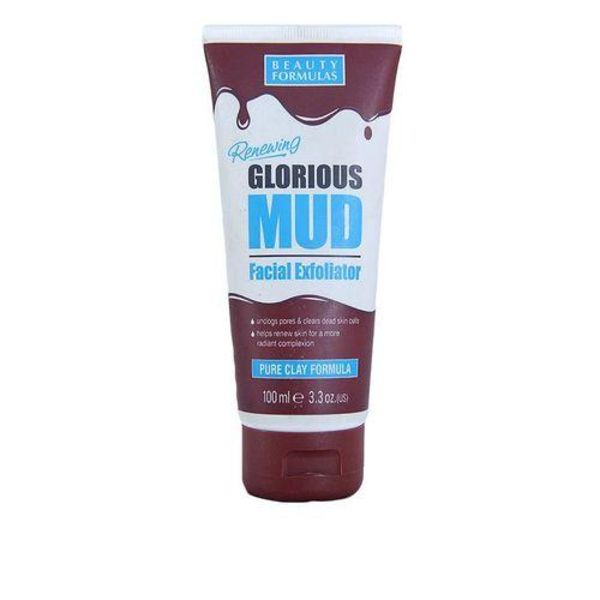 BEAUTY
FORMULAS
Renewing
GLORIOUS
MUD
Facial Exfoliator
unclogs pores & clears dead skin cells
helps renew skin for a more
radiant complexion
PURE CLAY FORMULA
100 ml e 3.3 oz.(US)